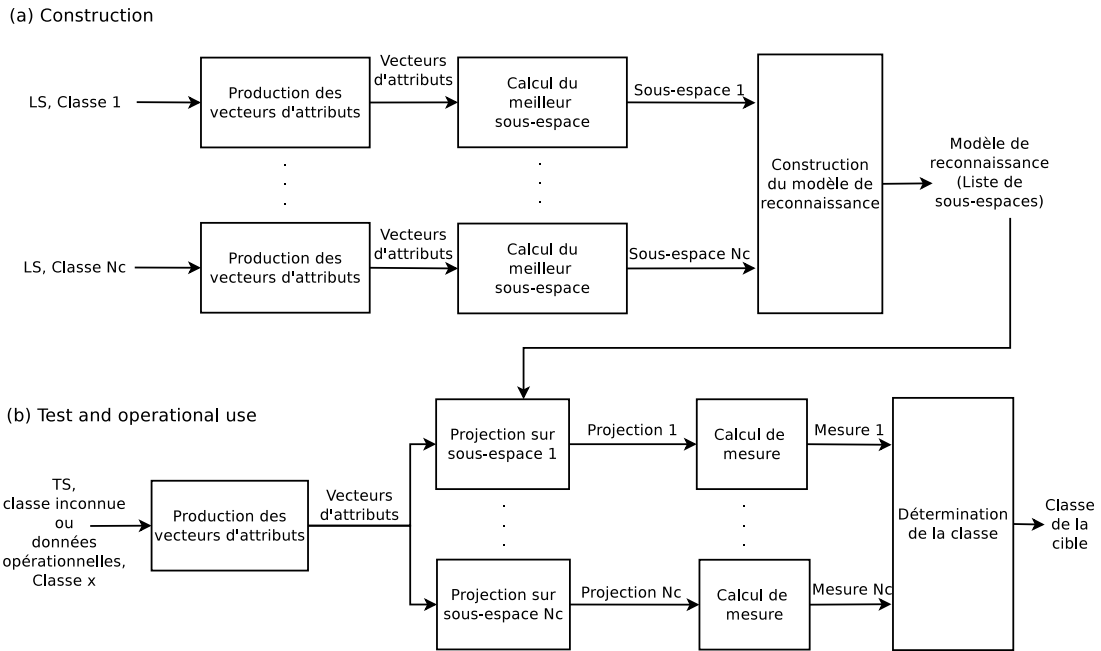 (a) Construction
LS, Classe 1
Production des
vecteurs d'attributs
Vecteurs
d'attributs
Calcul du
meilleur
sous-espace
Sous-espace 1
Construction
du modèle de
reconnaissance
Modèle de
reconnaissance
(Liste de
sous-espaces)
LS, Classe Nc
Production des
vecteurs d'attributs
Vecteurs
d'attributs
Calcul du
meilleur
sous-espace
Sous-espace Nc
(b) Test and operational use
TS,
classe inconnue
ou
données
opérationnelles,
Classe x
Production des
vecteurs d'attributs
Vecteurs
d'attributs
Projection sur
sous-espace 1
Projection 1
Calcul de
mesure
Mesure 1
Projection sur
sous-espace Nc
Projection Nc
Calcul de
mesure
Mesure Nc
Détermination
de la classe
Classe
de la
cible